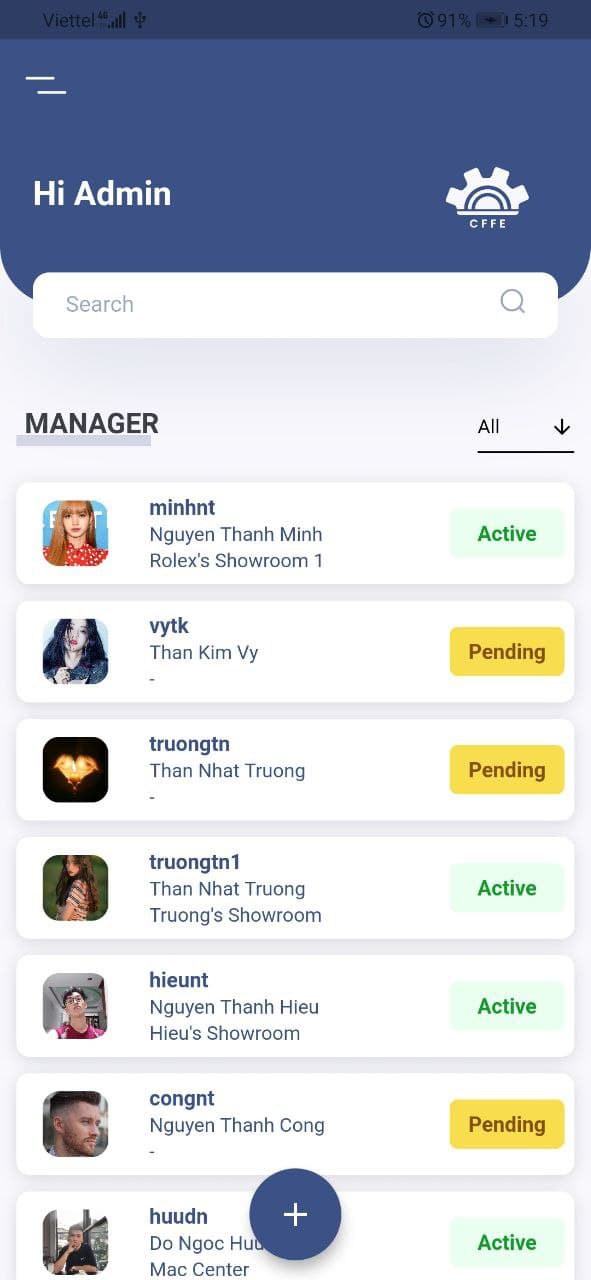 Viettel 4G 91% 5:19
Hi Admin
CFFE
Search
MANAGER
All
minhnt
Nguyen Thanh Minh
Rolex's Showroom 1
Active
vytk
Than Kim Vy
-
Pending
truongtn
Than Nhat Truong
-
Pending
truongtn1
Than Nhat Truong
Truong's Showroom
Active
hieunt
Nguyen Thanh Hieu
Hieu's Showroom
Active
congnt
Nguyen Thanh Cong
-
Pending
huudn
Do Ngoc Huu
Mac Center
Active
+